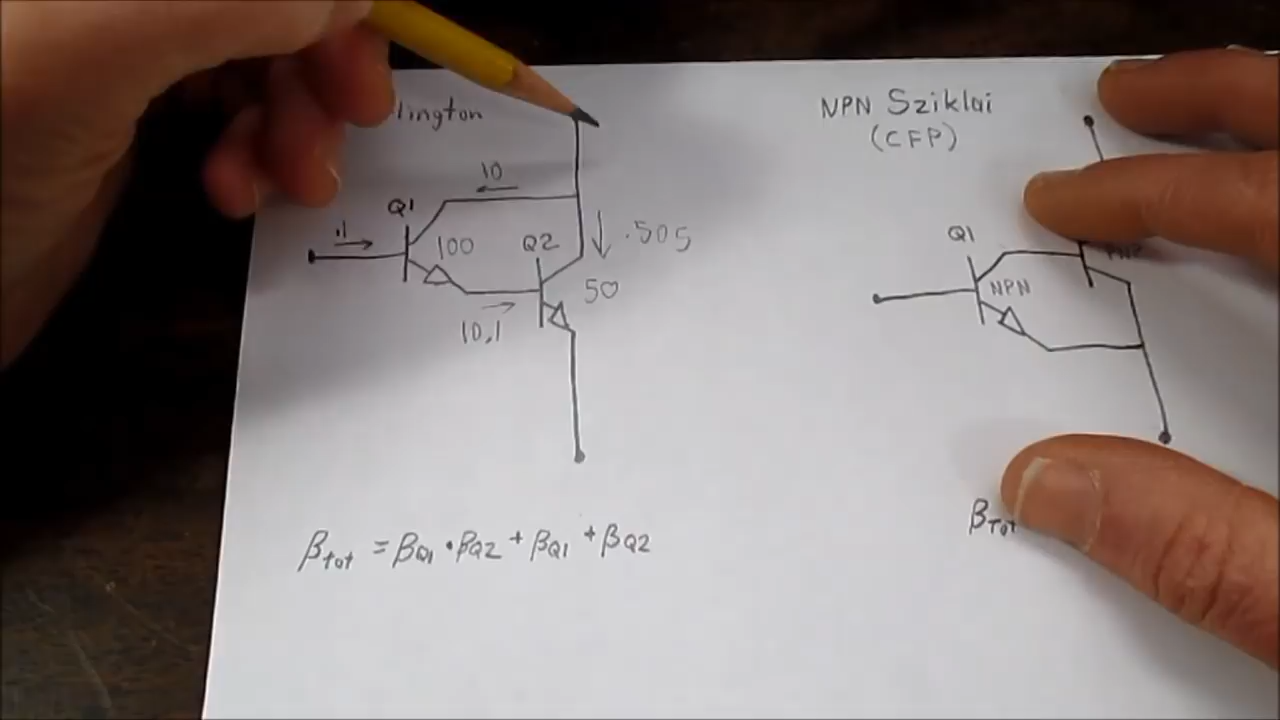 lington
NPN Sziklai
(CFP)
10
Q1
.1
100
Q2
.505
50
10.1
Q1
NPN
βtot = βQ1 • βQ2 + βQ1 + βQ2
βTot